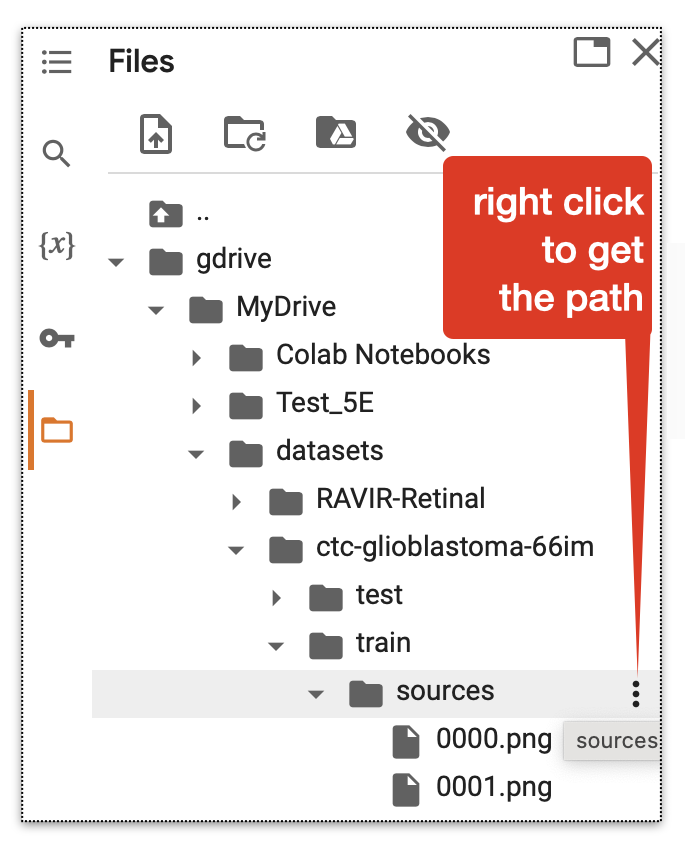 Files
{x}
..
gdrive
MyDrive
Colab Notebooks
Test_5E
datasets
RAVIR-Retinal
ctc-glioblastoma-66im
test
train
sources
0000.png
sources
0001.png
right click
to get
the path